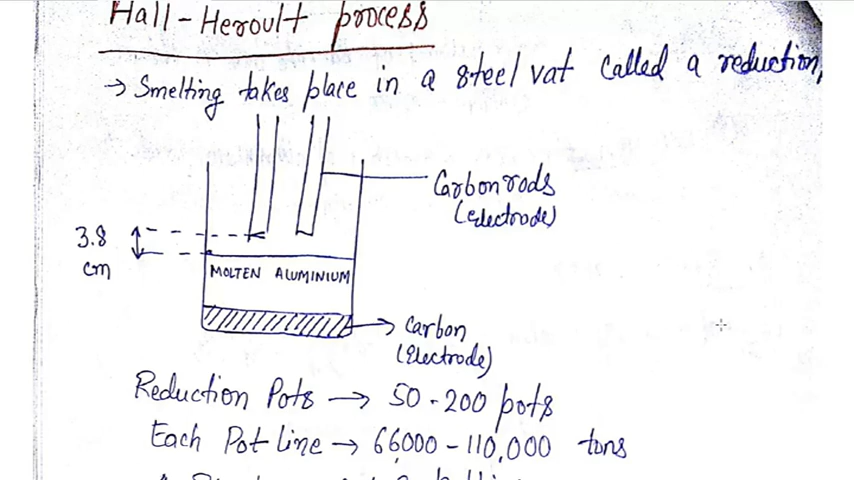 Hall-Heroult process
→ Smelting takes place in a steel vat called a reduction,
Carbon rods
(electrode)
3.8
cm
MOLTEN ALUMINIUM
Carbon
(Electrode)
Reduction Pots → 50-200 pots
Each Pot line → 66000-110,000 tons